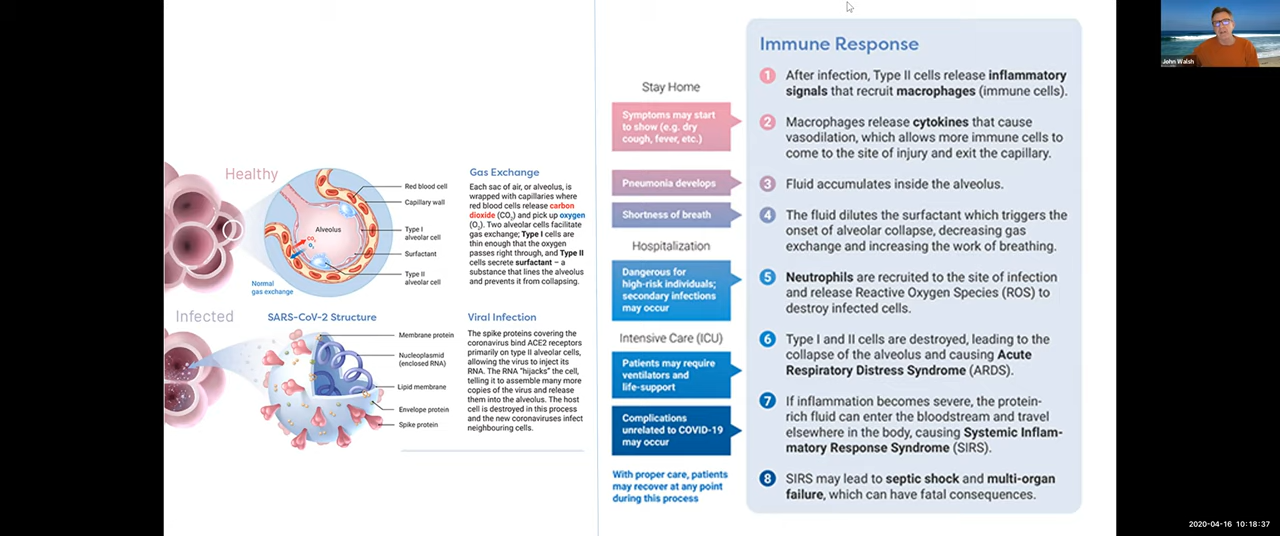 Healthy
Red blood cell
Capillary wall
Alveolus
Type I
alveolar cell
Surfactant
Type II
alveolar cell
CO₂
O₂
Normal
gas exchange
Gas Exchange
Each sac of air, or alveolus, is
wrapped with capillaries where
red blood cells release carbon
dioxide (CO₂) and pick up oxygen
(O₂). Two alveolar cells facilitate
gas exchange; Type I cells are
thin enough that the oxygen
passes right through, and Type II
cells secrete surfactant – a
substance that lines the alveolus
and prevents it from collapsing.
Infected
SARS-CoV-2 Structure
Membrane protein
Nucleoplasmid
(enclosed RNA)
Lipid membrane
Envelope protein
Spike protein
Viral Infection
The spike proteins covering the
coronavirus bind ACE2 receptors
primarily on type II alveolar cells,
allowing the virus to inject its
RNA. The RNA "hijacks" the cell,
telling it to assemble many more
copies of the virus and release
them into the alveolus. The host
cell is destroyed in this process
and the new coronaviruses infect
neighbouring cells.
Stay Home
Symptoms may start
to show (e.g. dry
cough, fever, etc.)
Pneumonia develops
Shortness of breath
Hospitalization
Dangerous for
high-risk individuals;
secondary infections
may occur
Intensive Care (ICU)
Patients may require
ventilators and
life-support
Complications
unrelated to COVID-19
may occur
With proper care, patients
may recover at any point
during this process
Immune Response
1 After infection, Type II cells release inflammatory
signals that recruit macrophages (immune cells).
2 Macrophages release cytokines that cause
vasodilation, which allows more immune cells to
come to the site of injury and exit the capillary.
3 Fluid accumulates inside the alveolus.
4 The fluid dilutes the surfactant which triggers the
onset of alveolar collapse, decreasing gas
exchange and increasing the work of breathing.
5 Neutrophils are recruited to the site of infection
and release Reactive Oxygen Species (ROS) to
destroy infected cells.
6 Type I and II cells are destroyed, leading to the
collapse of the alveolus and causing Acute
Respiratory Distress Syndrome (ARDS).
7 If inflammation becomes severe, the protein-
rich fluid can enter the bloodstream and travel
elsewhere in the body, causing Systemic Inflam-
matory Response Syndrome (SIRS).
8 SIRS may lead to septic shock and multi-organ
failure, which can have fatal consequences.
John Walsh
2020-04-16 10:18:37